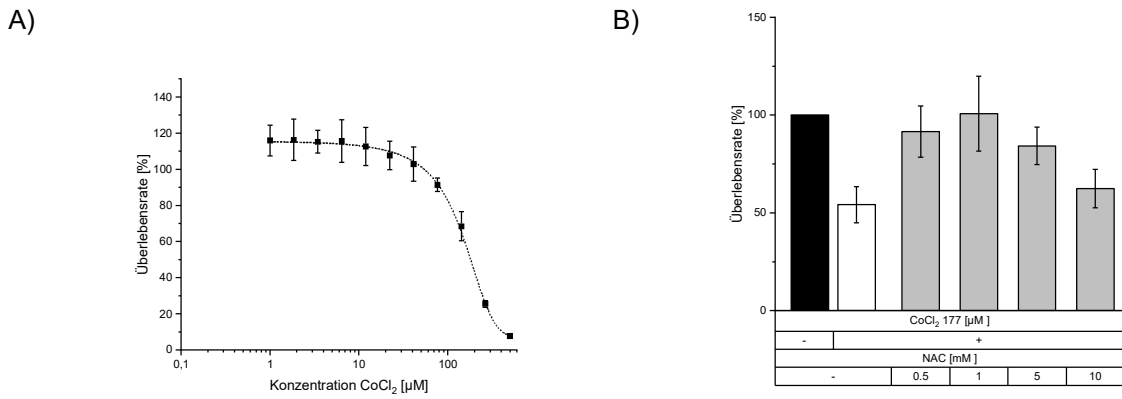 A)
B)
Überlebensrate [%]
140
120
100
80
60
40
20
0
0,1
1
10
100
Konzentration CoCl₂ [µM]
Überlebensrate [%]
150
100
50
0
CoCl₂ 177 [µM ]
- +
NAC [mM ]
- 0.5 1 5 10